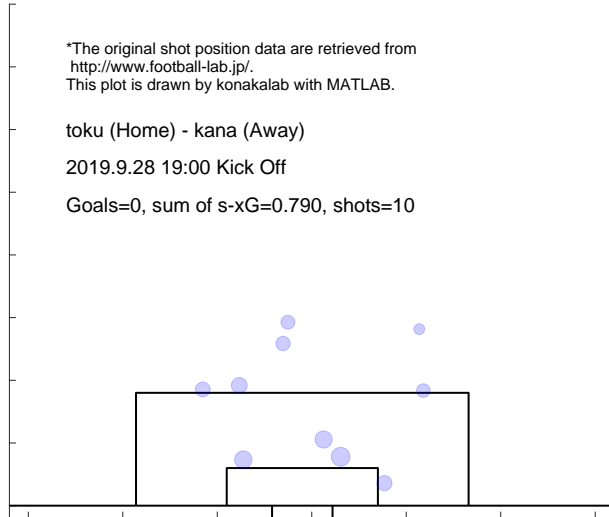 *The original shot position data are retrieved from
http://www.football-lab.jp/.
This plot is drawn by konakalab with MATLAB.
toku (Home) - kana (Away)
2019.9.28 19:00 Kick Off
Goals=0, sum of s-xG=0.790, shots=10